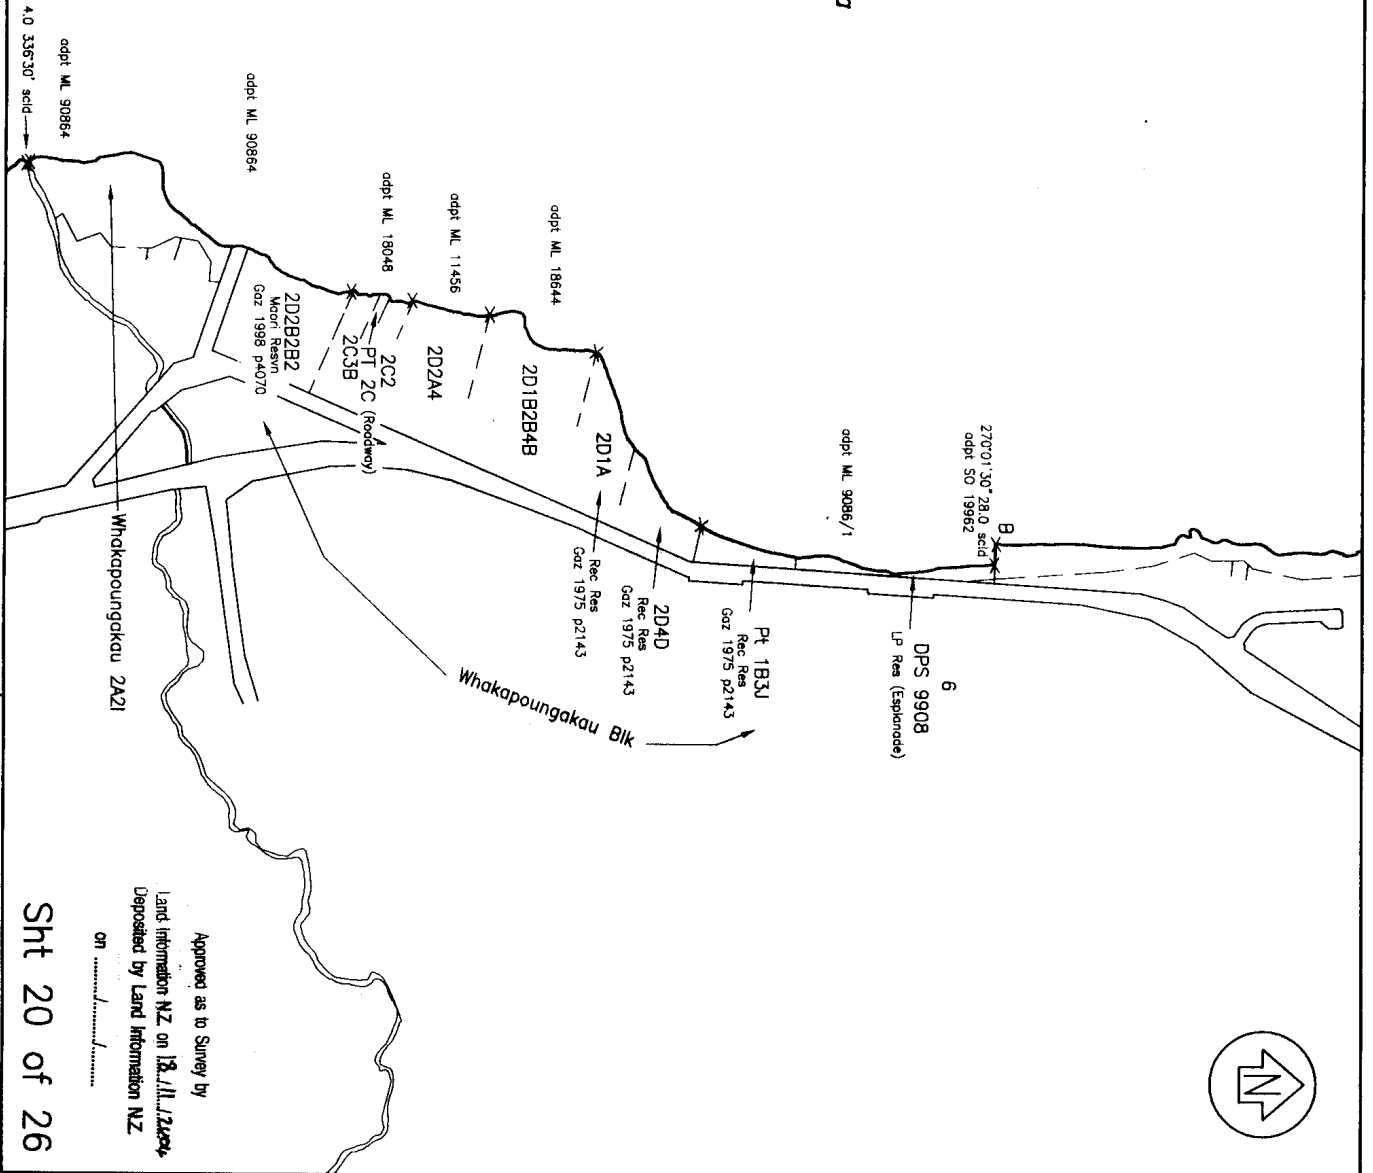 4.0 336°30' scld
adpt ML 90864
adpt ML 90864
adpt ML 18048
adpt ML 11456
adpt ML 18644
adpt ML 9086/1
270°01'30" 28.0 scld
adpt SO 19962
B
2D2B2B2
Maori Resvn
Gaz 1998 p4070
2C3B
PT 2C (Roadway)
2C2
2D2A4
2D1B2B4B
2D1A
Rec Res
Gaz 1975 p2143
2D4D
Rec Res
Gaz 1975 p2143
Pt 1B3J
Rec Res
Gaz 1975 p2143
6
DPS 9908
LP Res (Esplanade)
Whakapoungakau 2A2I
Whakapoungakau Blk
N
Approved as to Survey by
Land Information N.Z. on 18/11/2004
Deposited by Land Information N.Z.
on ......../......../........
Sht 20 of 26